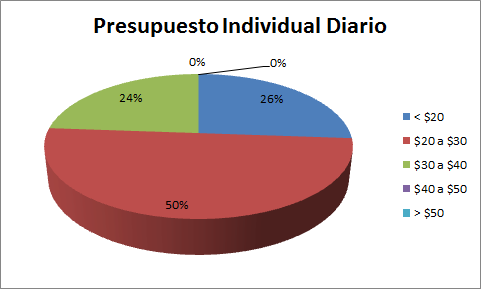 Presupuesto Individual Diario
0%
0%
24%
26%
50%
< $20
$20 a $30
$30 a $40
$40 a $50
> $50